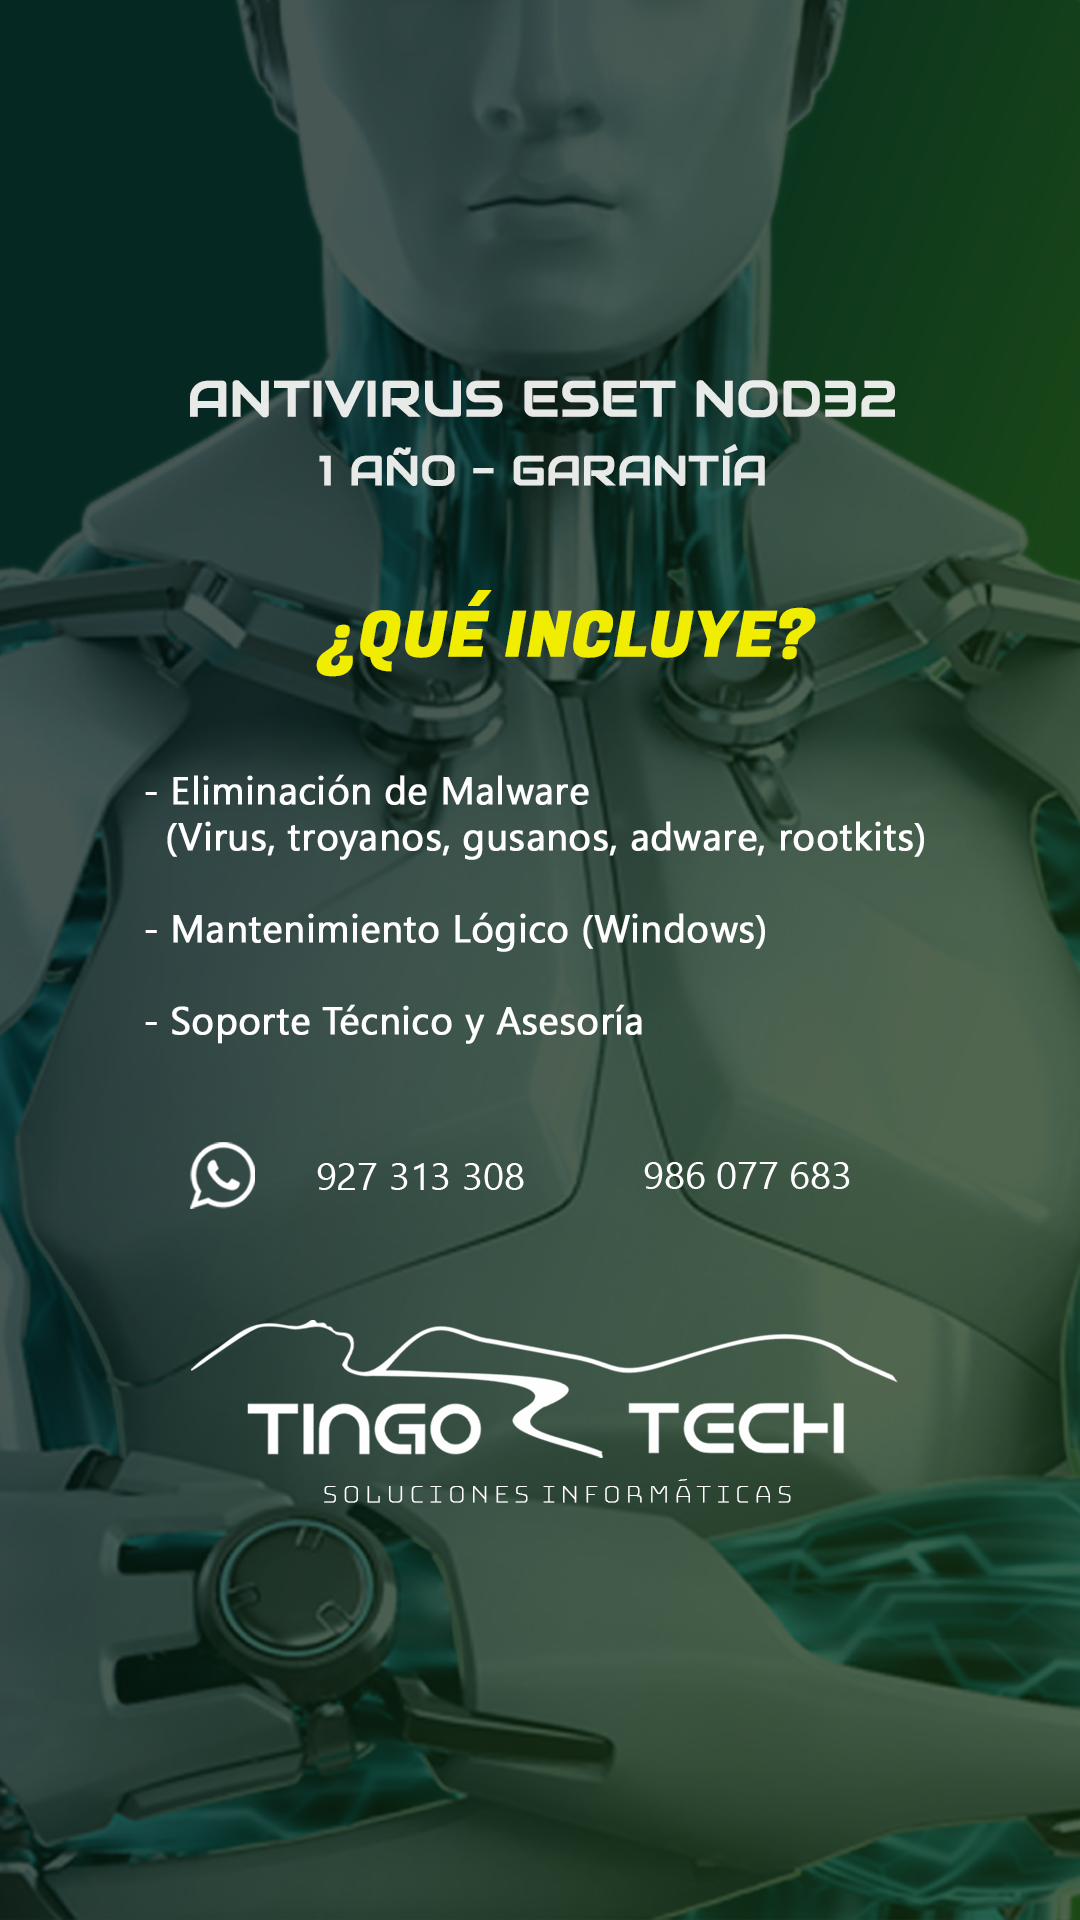 ANTIVIRUS ESET NOD32
1 AÑO - GARANTÍA
¿QUÉ INCLUYE?
- Eliminación de Malware
(Virus, troyanos, gusanos, adware, rootkits)
- Mantenimiento Lógico (Windows)
- Soporte Técnico y Asesoría
927 313 308 986 077 683
TINGO TECH
SOLUCIONES INFORMÁTICAS